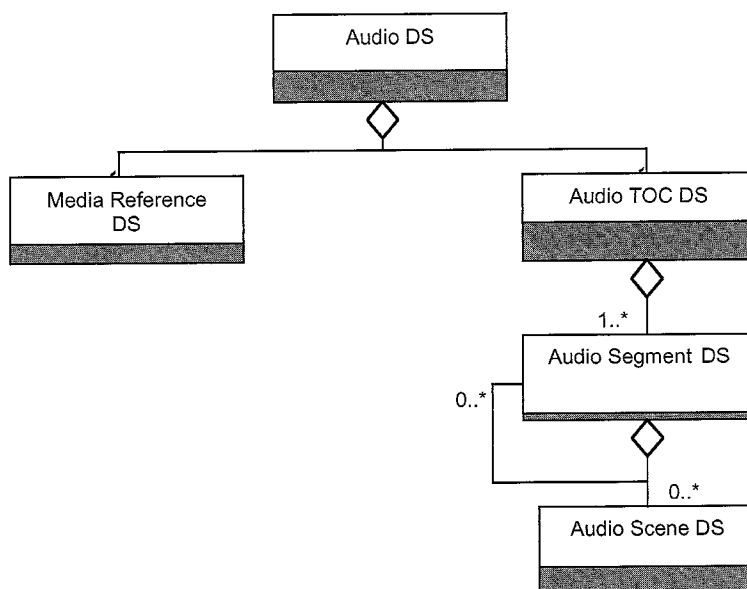 Audio DS
Media Reference
DS
Audio TOC DS
1..*
Audio Segment DS
0..*
0..*
Audio Scene DS